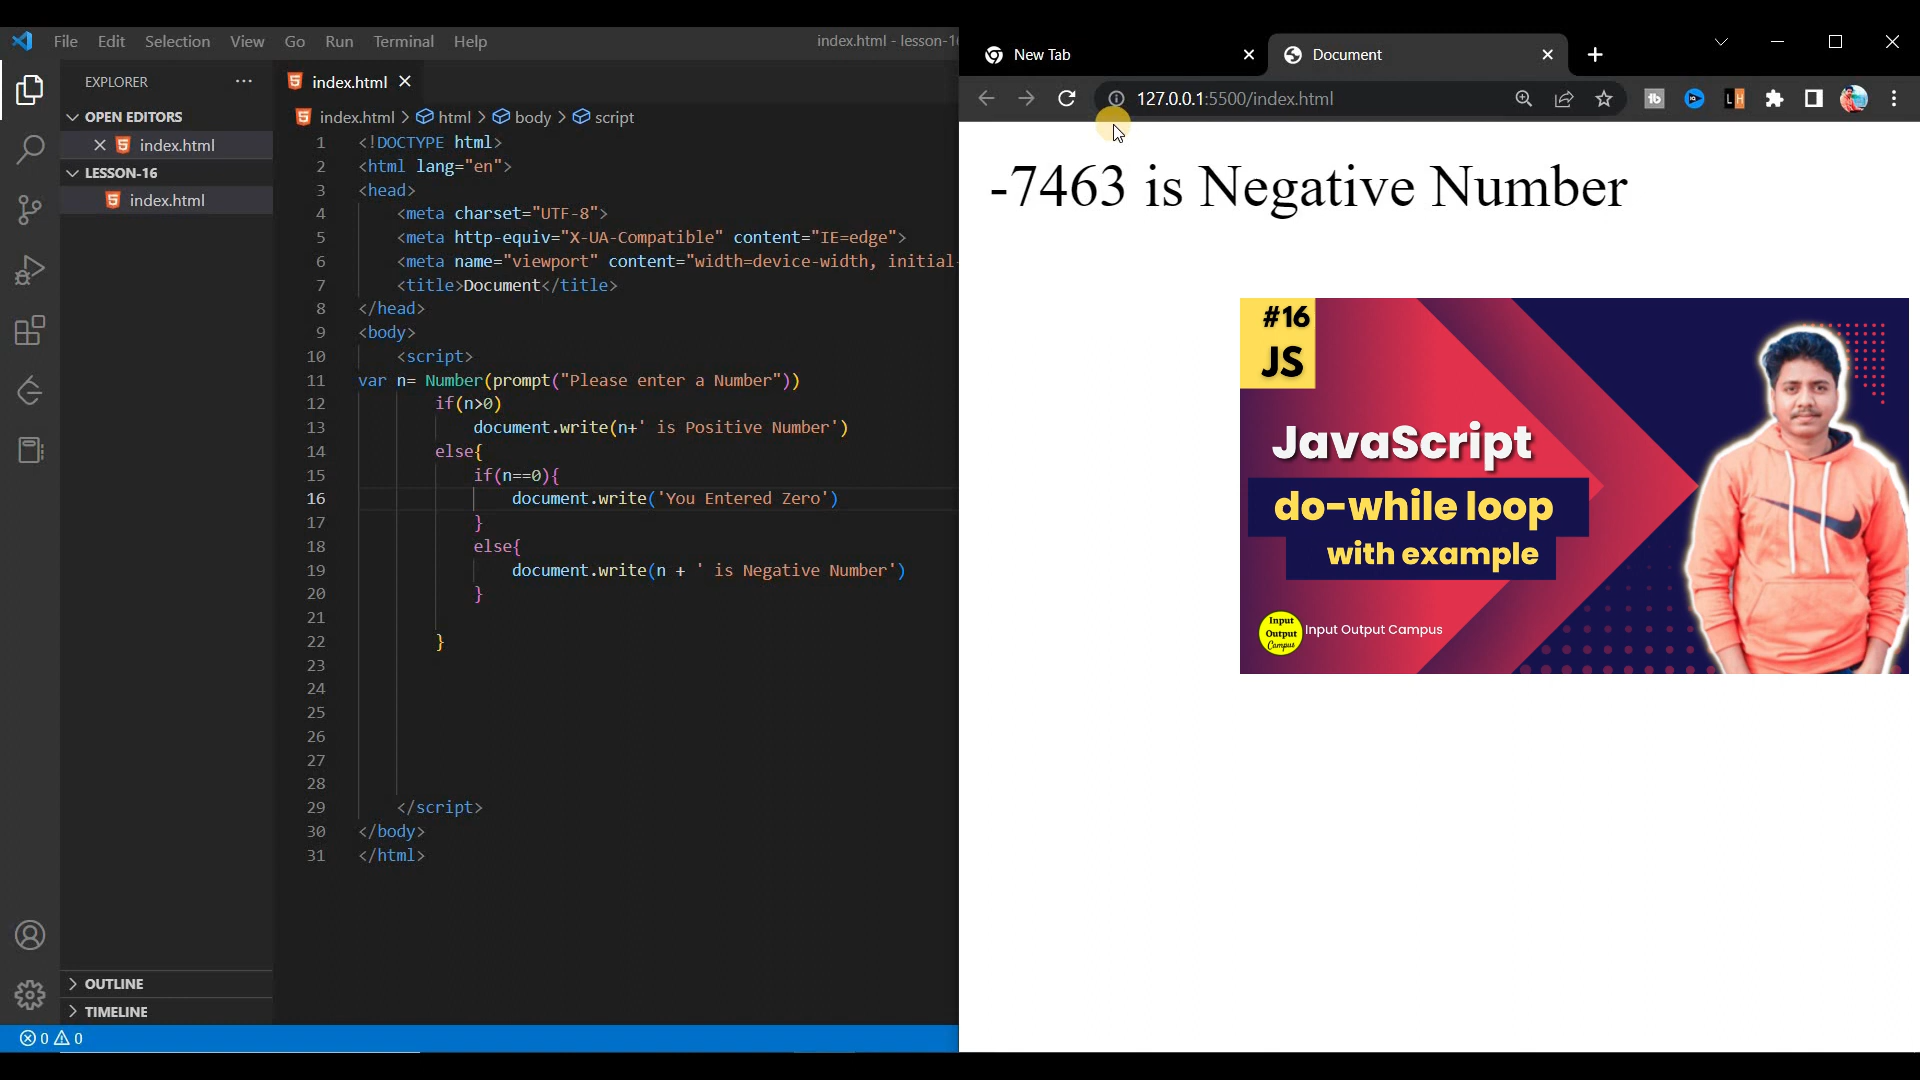 File Edit Selection View Go Run Terminal Help
index.html - lesson-1
EXPLORER
OPEN EDITORS
index.html
LESSON-16
index.html
index.html
index.html > html > body > script
1 <!DOCTYPE html>
2 <html lang="en">
3 <head>
4 <meta charset="UTF-8">
5 <meta http-equiv="X-UA-Compatible" content="IE=edge">
6 <meta name="viewport" content="width=device-width, initial-
7 <title>Document</title>
8 </head>
9 <body>
10 <script>
11 var n= Number(prompt("Please enter a Number"))
12 if(n>0)
13 document.write(n+' is Positive Number')
14 else{
15 if(n==0){
16 document.write('You Entered Zero')
17 }
18 else{
19 document.write(n + ' is Negative Number')
20 }
21
22 }
23
24
25
26
27
28
29 </script>
30 </body>
31 </html>
OUTLINE
TIMELINE
0 0
New Tab
Document
127.0.0.1:5500/index.html
tb
IQ
LH
-7463 is Negative Number
#16
JS
JavaScript
do-while loop
with example
Input
Output
Campus
Input Output Campus